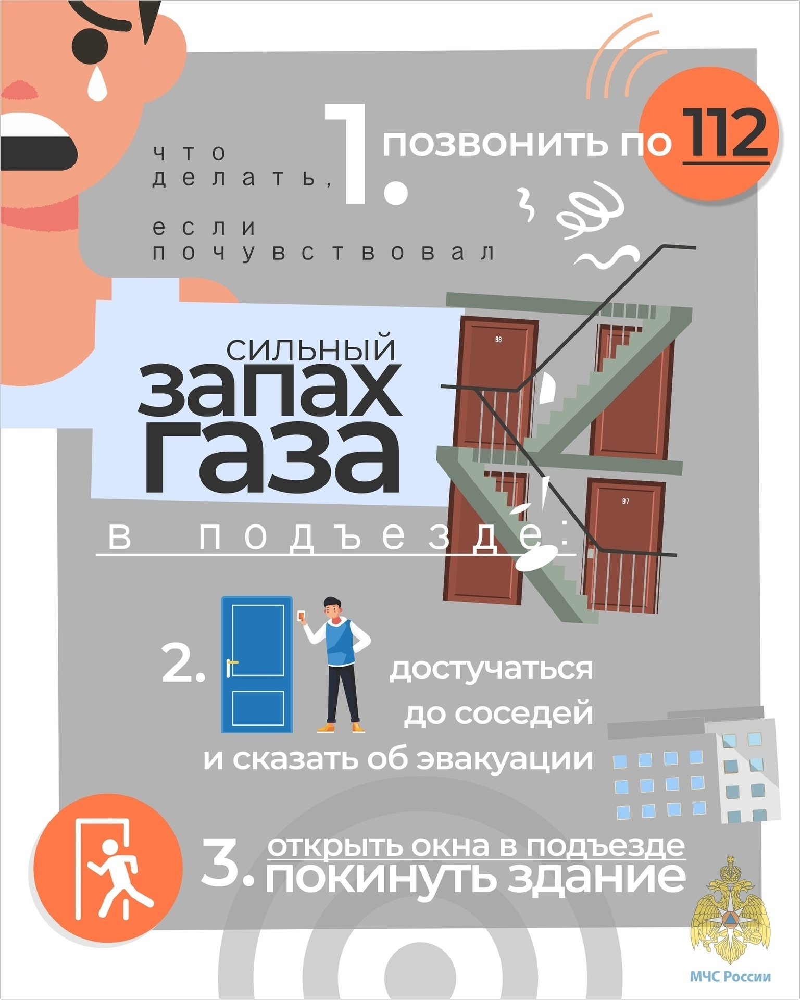 что
делать,
если
почувствовал
сильный
запах
газа
в подъезде:
1. позвонить по 112
98
97
2. достучаться
до соседей
и сказать об эвакуации
3. открыть окна в подъезде
покинуть здание
МЧС России